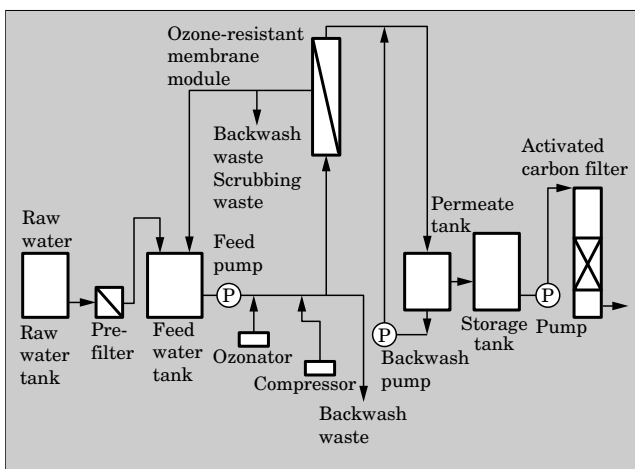 Ozone-resistant
membrane
module
Backwash
waste
Scrubbing
waste
Activated
carbon filter
Raw
water
Feed
pump
Permeate
tank
P
P
P
Raw
water
tank
Pre-
filter
Feed
water
tank
Ozonator
Compressor
Backwash
pump
Storage
tank
Pump
Backwash
waste